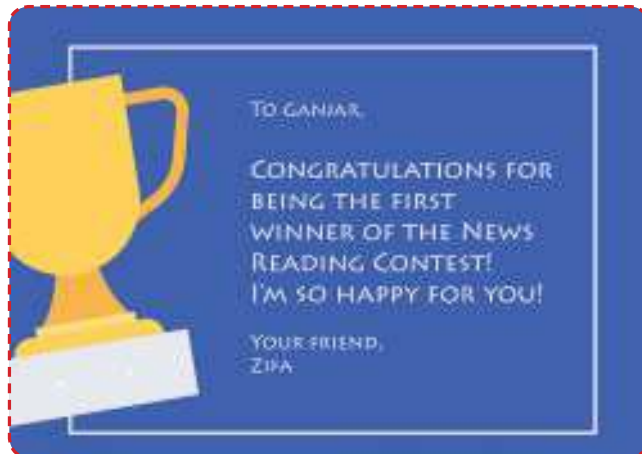 To Ganjar,
Congratulations for
being the first
winner of the News
Reading Contest!
I'm so happy for you!
Your friend,
Zifa